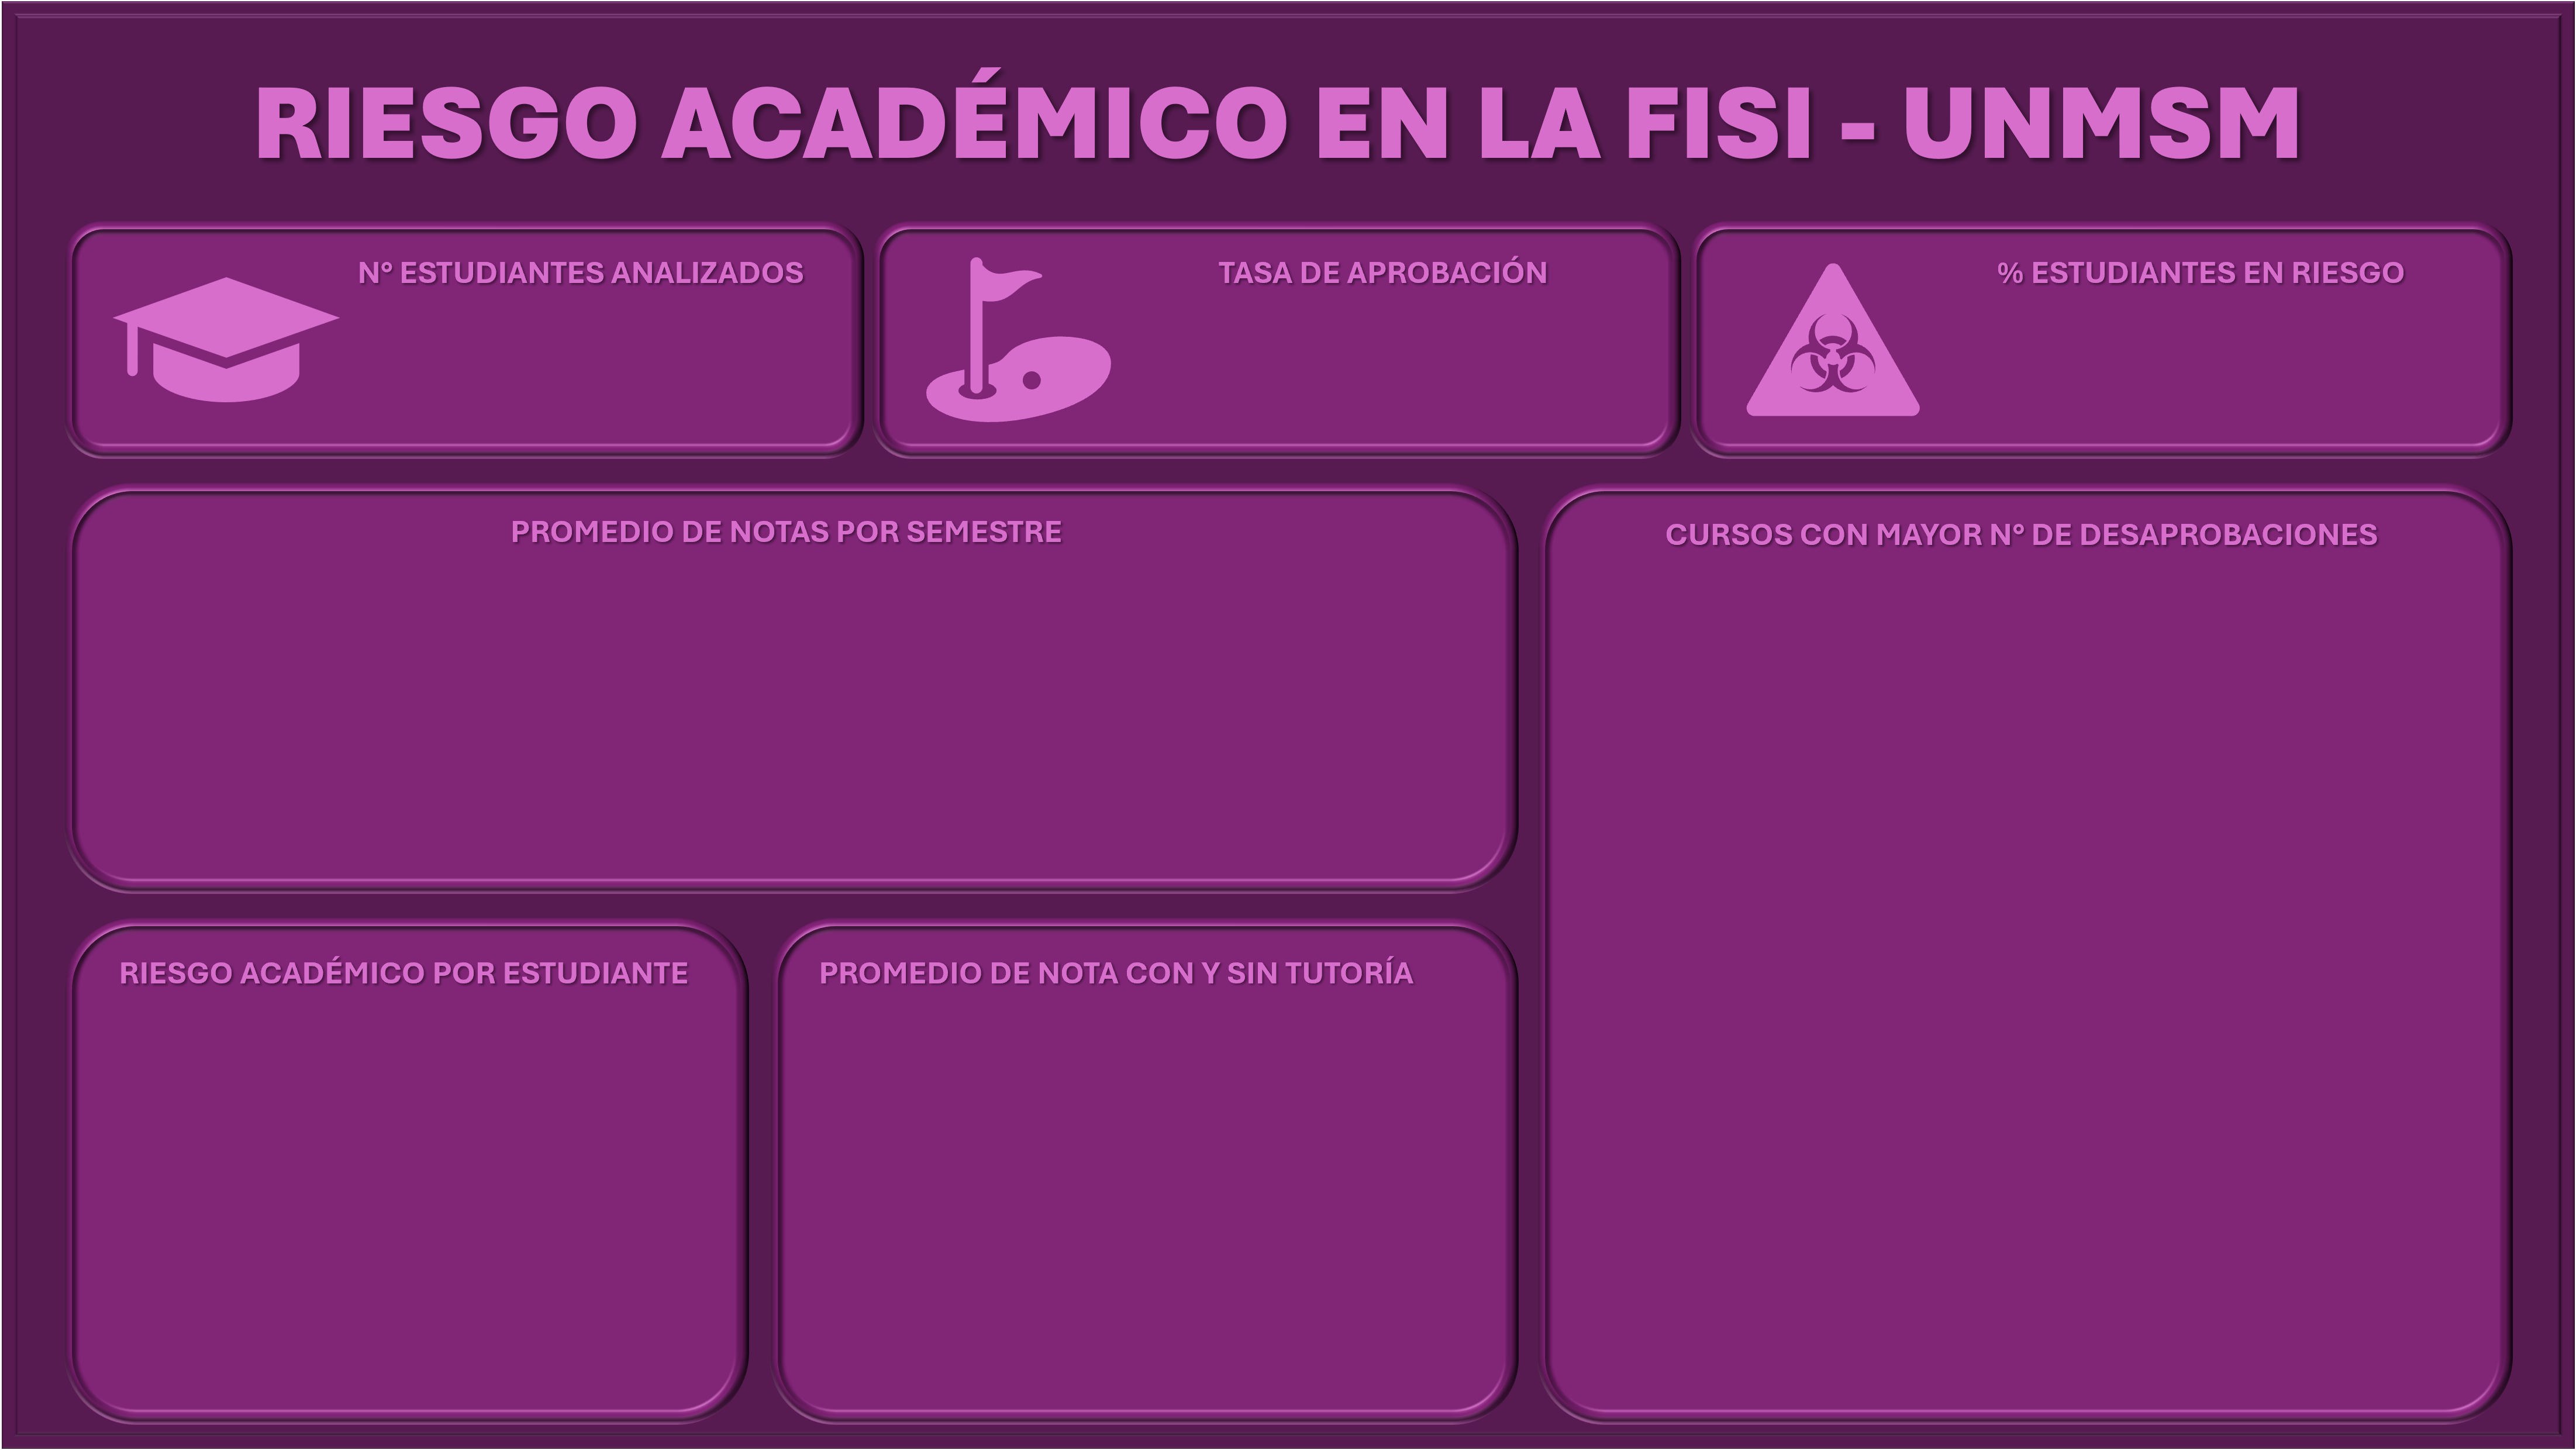 RIESGO ACADÉMICO EN LA FISI - UNMSM
N° ESTUDIANTES ANALIZADOS
TASA DE APROBACIÓN
% ESTUDIANTES EN RIESGO
PROMEDIO DE NOTAS POR SEMESTRE
CURSOS CON MAYOR N° DE DESAPROBACIONES
RIESGO ACADÉMICO POR ESTUDIANTE
PROMEDIO DE NOTA CON Y SIN TUTORÍA